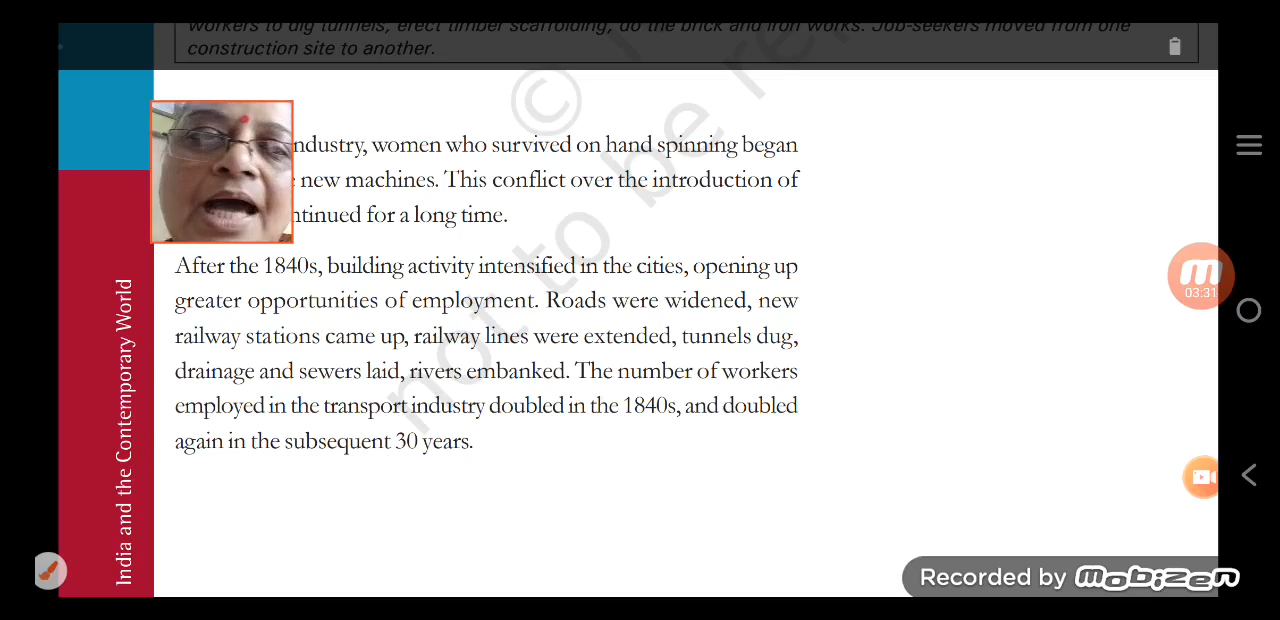 workers to dig tunnels, erect timber scaffolding, do the brick and iron works. Job-seekers moved from one
construction site to another.
ndustry, women who survived on hand spinning began
new machines. This conflict over the introduction of
ntinued for a long time.
After the 1840s, building activity intensified in the cities, opening up
greater opportunities of employment. Roads were widened, new
railway stations came up, railway lines were extended, tunnels dug,
drainage and sewers laid, rivers embanked. The number of workers
employed in the transport industry doubled in the 1840s, and doubled
again in the subsequent 30 years.
India and the Contemporary World
©
not to be re
03:31
Recorded by mobizen